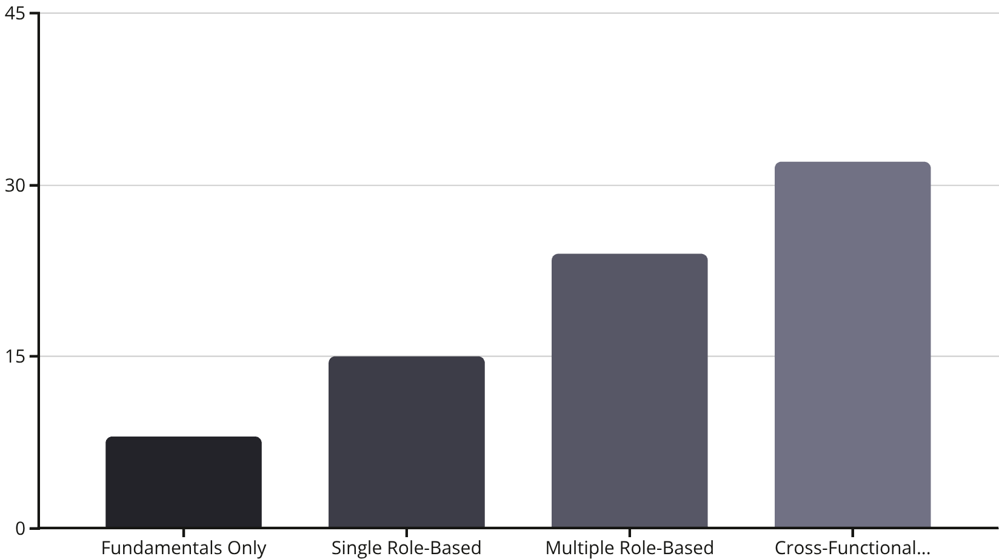 45
30
15
0
Fundamentals Only
Single Role-Based
Multiple Role-Based
Cross-Functional...